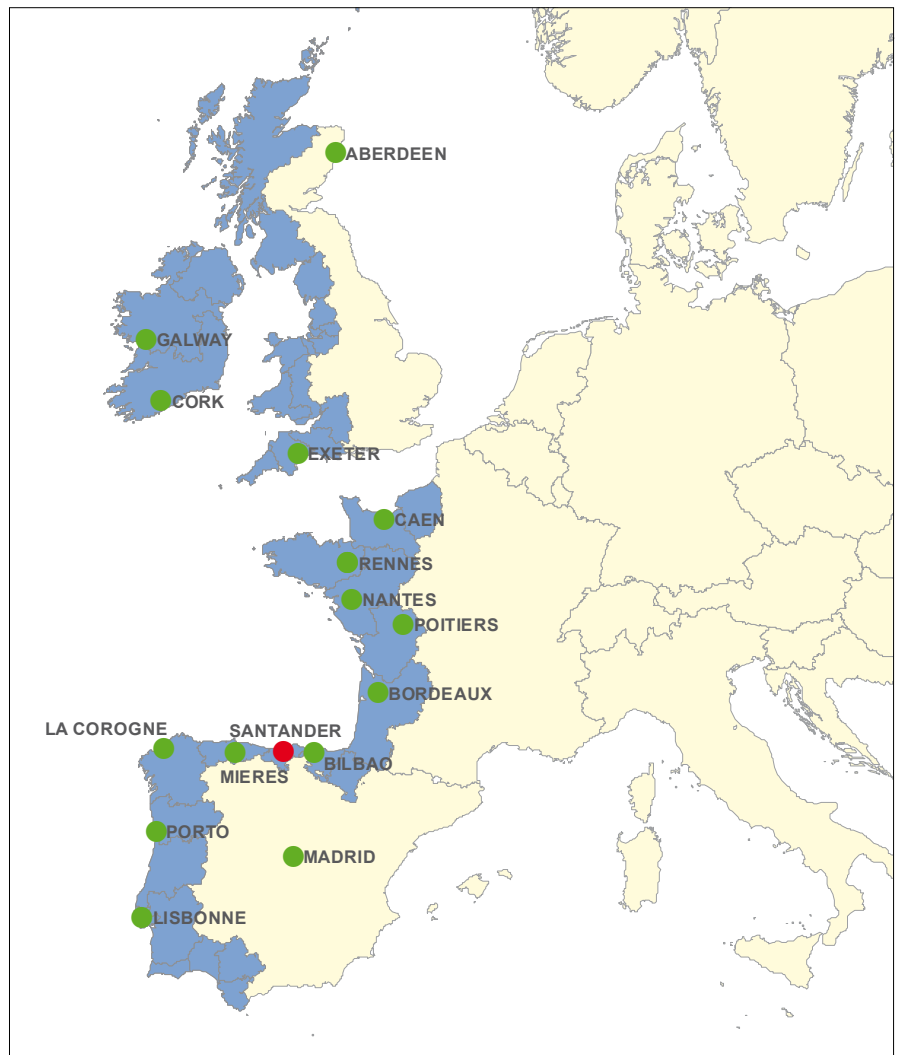 ABERDEEN
GALWAY
CORK
EXETER
CAEN
RENNES
NANTES
POITIERS
BORDEAUX
LA COROGNE
SANTANDER
MIERES
BILBAO
PORTO
MADRID
LISBONNE